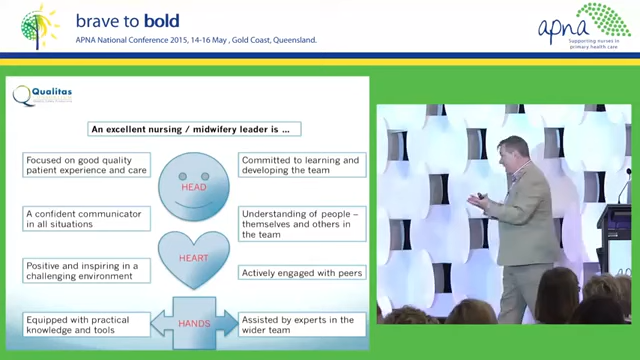 brave to bold
APNA National Conference 2015, 14-16 May , Gold Coast, Queensland.
apna
Supporting nurses in
primary health care
Qualitas
An excellent nursing / midwifery leader is ...
Focused on good quality
patient experience and care
HEAD
Committed to learning and
developing the team
A confident communicator
in all situations
Understanding of people –
themselves and others in
the team
HEART
Positive and inspiring in a
challenging environment
Actively engaged with peers
Equipped with practical
knowledge and tools
HANDS
Assisted by experts in the
wider team